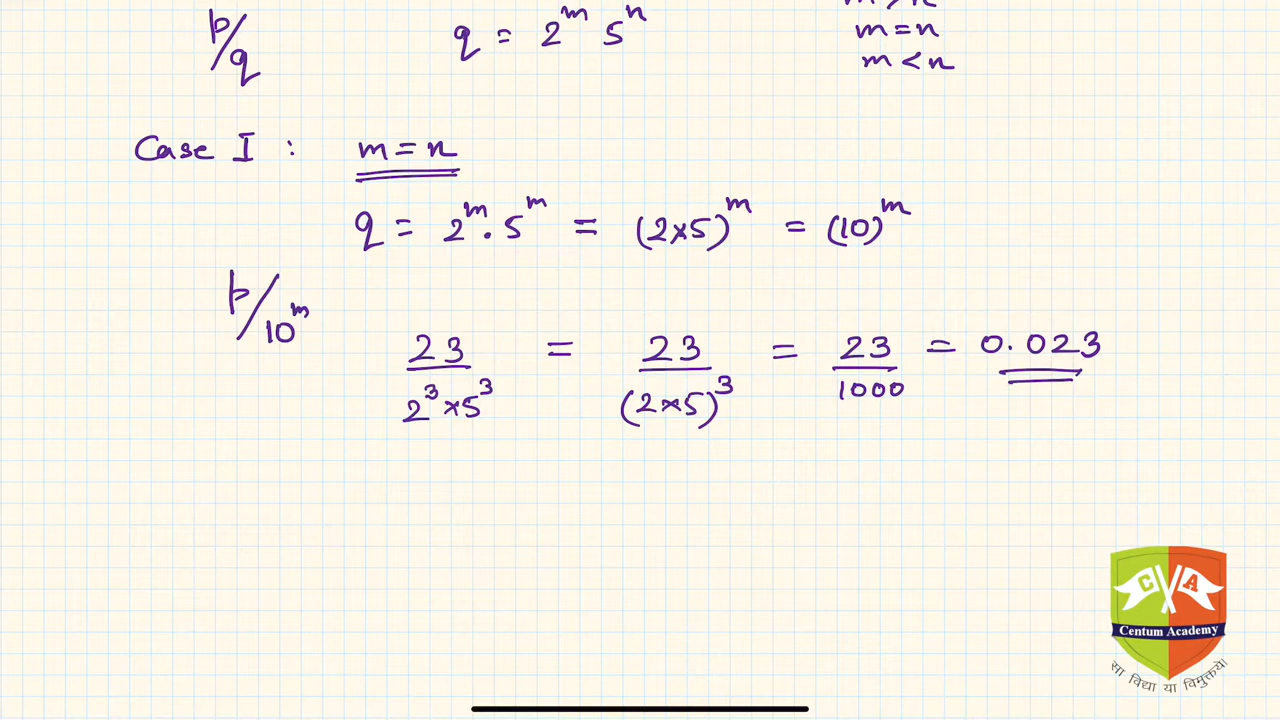 m > n
p/q q = 2^m 5^n m = n
m < n
Case I : m = n
q = 2^m . 5^m = (2×5)^m = (10)^m
p/10^m
23/2^3×5^3 = 23/(2×5)^3 = 23/1000 = 0.023
C A
Centum Academy
सा विद्या या विमुक्तये।